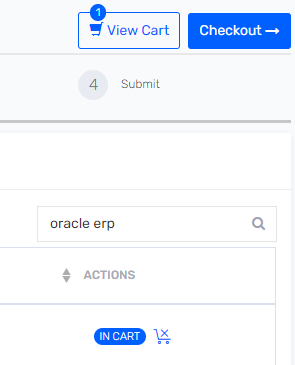 1
View Cart
Checkout →
4
Submit
oracle erp
ACTIONS
IN CART